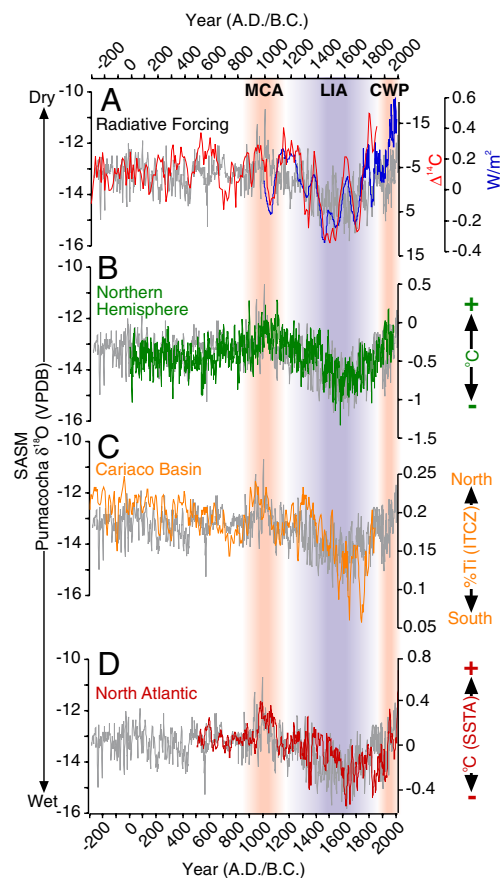 Year (A.D./B.C.)
-200 0 200 400 600 800 1000 1200 1400 1600 1800 2000
MCA LIA CWP
Dry
SASM
Pumacocha δ¹⁸O (VPDB)
Wet
A
Radiative Forcing
-10
-12
-14
-16
-15
-5
5
15
Δ¹⁴C
0.6
0.4
0.2
0
-0.2
-0.4
W/m²
B
Northern
Hemisphere
-10
-12
-14
-16
0.5
0
-0.5
-1
-1.5
+
°C
-
C
Cariaco Basin
-10
-12
-14
-16
0.25
0.20
0.15
0.1
0.05
North
%Ti (ITCZ)
South
D
North Atlantic
-10
-12
-14
-16
0.8
0.4
0
-0.4
+
°C (SSTA)
-
-200 0 200 400 600 800 1000 1200 1400 1600 1800 2000
Year (A.D./B.C.)